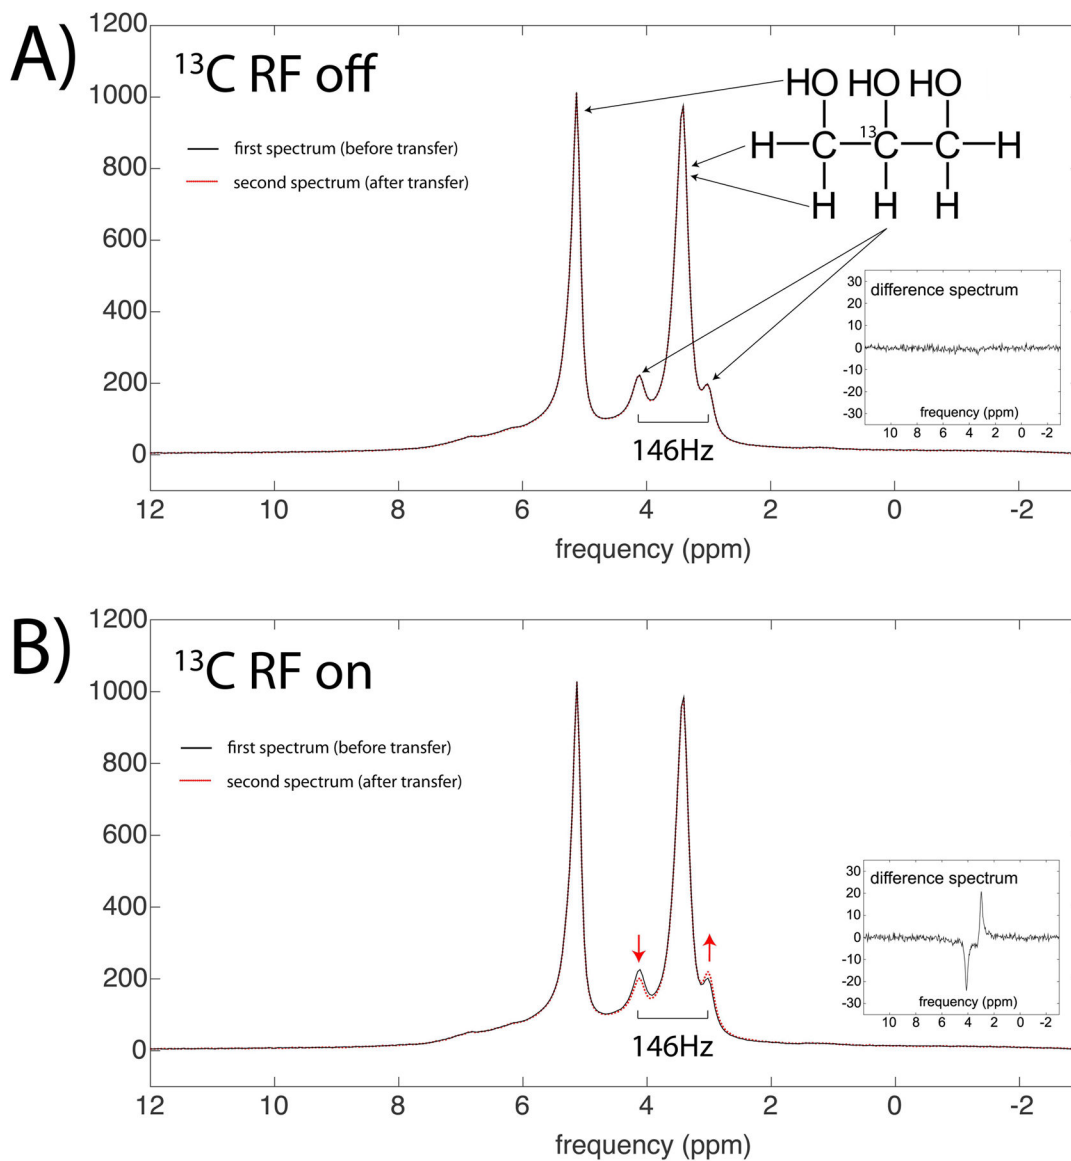 A)
13C RF off
first spectrum (before transfer)
second spectrum (after transfer)
HO HO HO
H C 13C C H
H H H
1200
1000
800
600
400
200
0
146Hz
12 10 8 6 4 2 0 -2
frequency (ppm)
difference spectrum
30
20
10
0
-10
-20
-30
frequency (ppm)
10 8 6 4 2 0 -2
B)
13C RF on
first spectrum (before transfer)
second spectrum (after transfer)
1200
1000
800
600
400
200
0
146Hz
12 10 8 6 4 2 0 -2
frequency (ppm)
difference spectrum
30
20
10
0
-10
-20
-30
frequency (ppm)
10 8 6 4 2 0 -2